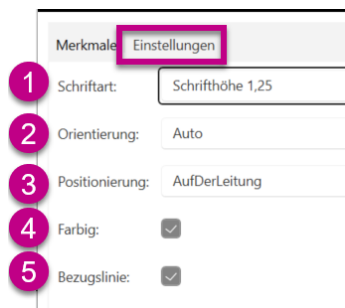 Merkmale Einstellungen
1 Schriftart: Schrifthöhe 1,25
2 Orientierung: Auto
3 Positionierung: AufDerLeitung
4 Farbig:
5 Bezugslinie: